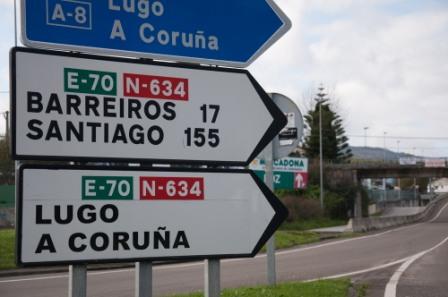 Lugo
A-8
A Coruña
E-70 N-634
BARREIROS 17
SANTIAGO 155
E-70 N-634
LUGO
A CORUÑA